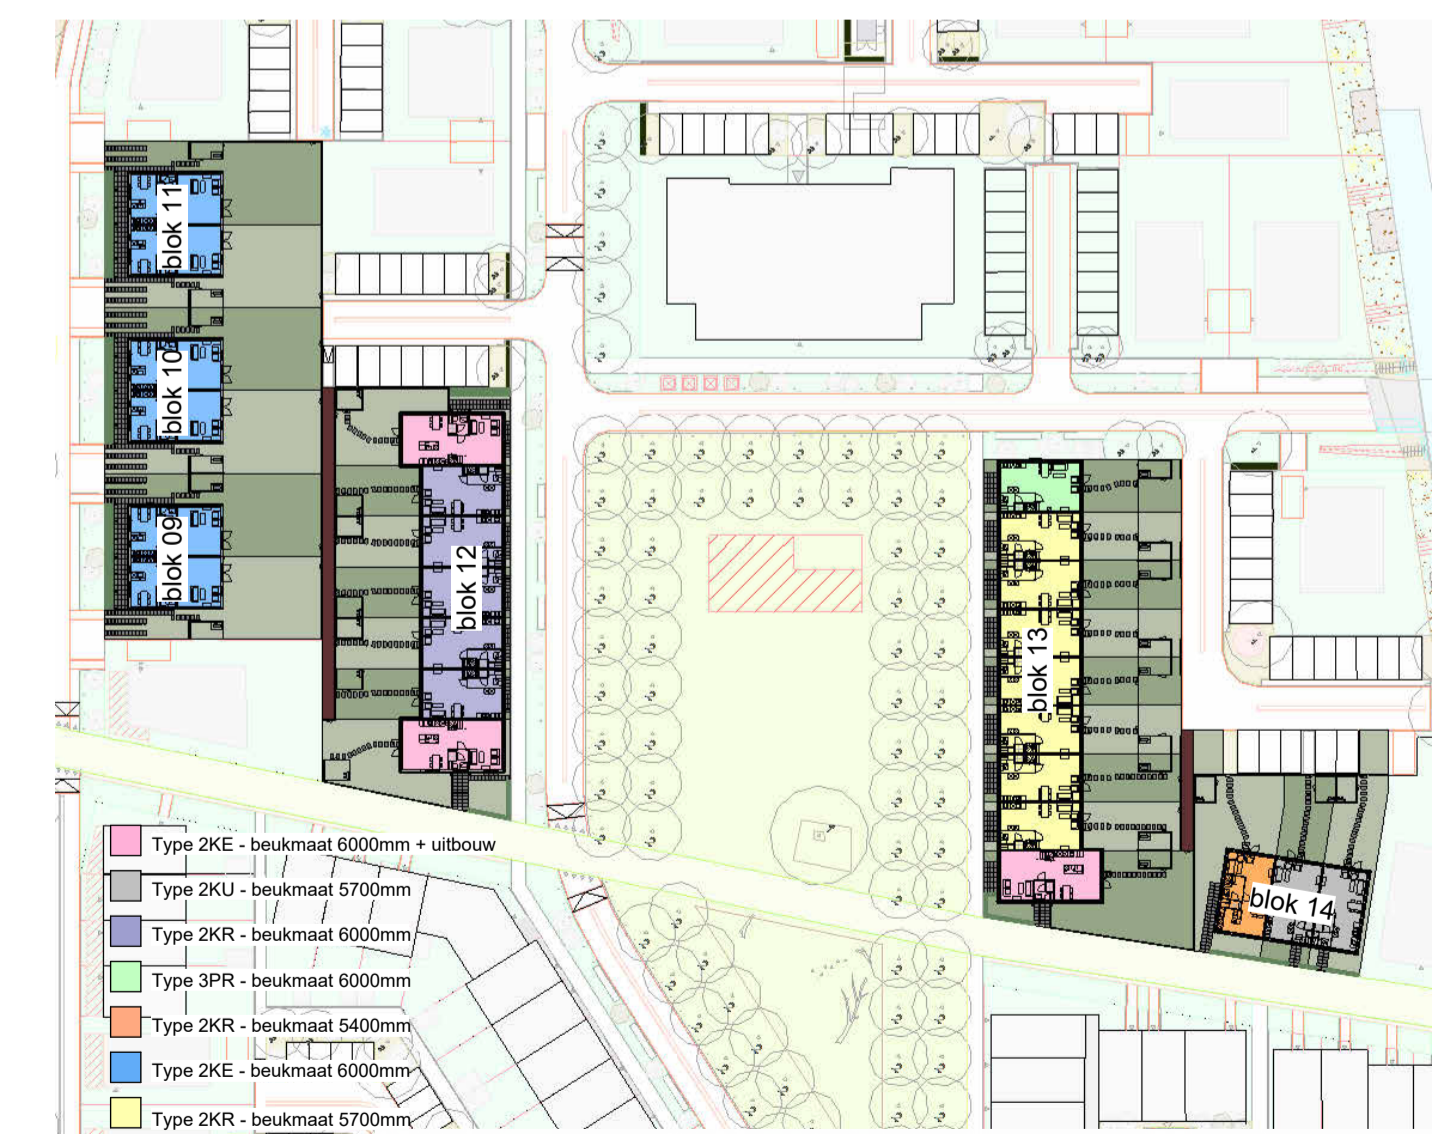 blok 11
blok 10
blok 09
blok 12
blok 13
blok 14
Type 2KE - beukmaat 6000mm + uitbouw
Type 2KU - beukmaat 5700mm
Type 2KR - beukmaat 6000mm
Type 3PR - beukmaat 6000mm
Type 2KR - beukmaat 5400mm
Type 2KE - beukmaat 6000mm
Type 2KR - beukmaat 5700mm